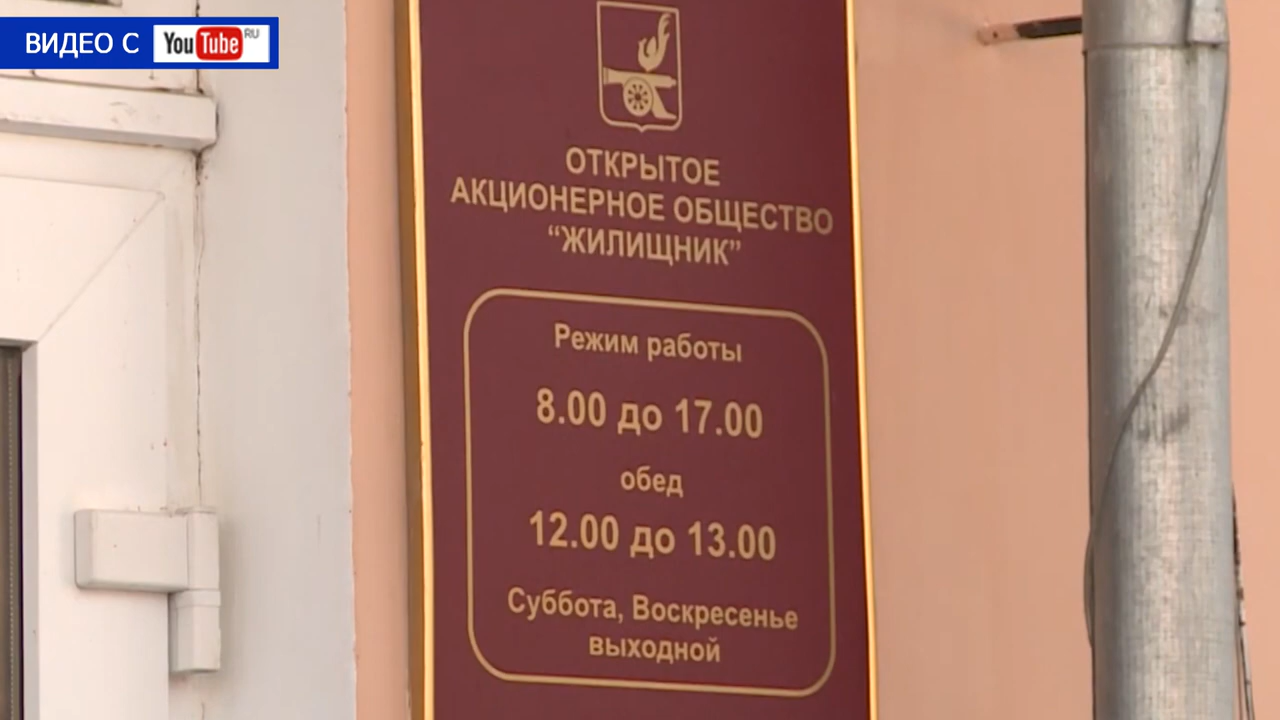 ВИДЕО С YouTube RU
ОТКРЫТОЕ
АКЦИОНЕРНОЕ ОБЩЕСТВО
“ЖИЛИЩНИК”
Режим работы
8.00 до 17.00
обед
12.00 до 13.00
Суббота, Воскресенье
выходной